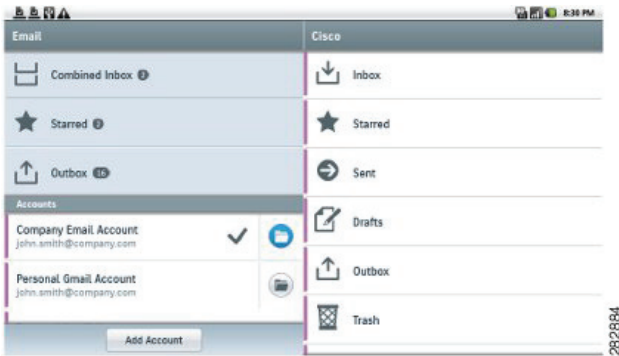 8:30 PM
Email
Cisco
Combined Inbox
Starred
Outbox 15
Accounts
Company Email Account
john.smith@company.com
Personal Gmail Account
john.smith@company.com
Add Account
Inbox
Starred
Sent
Drafts
Outbox
Trash
282884